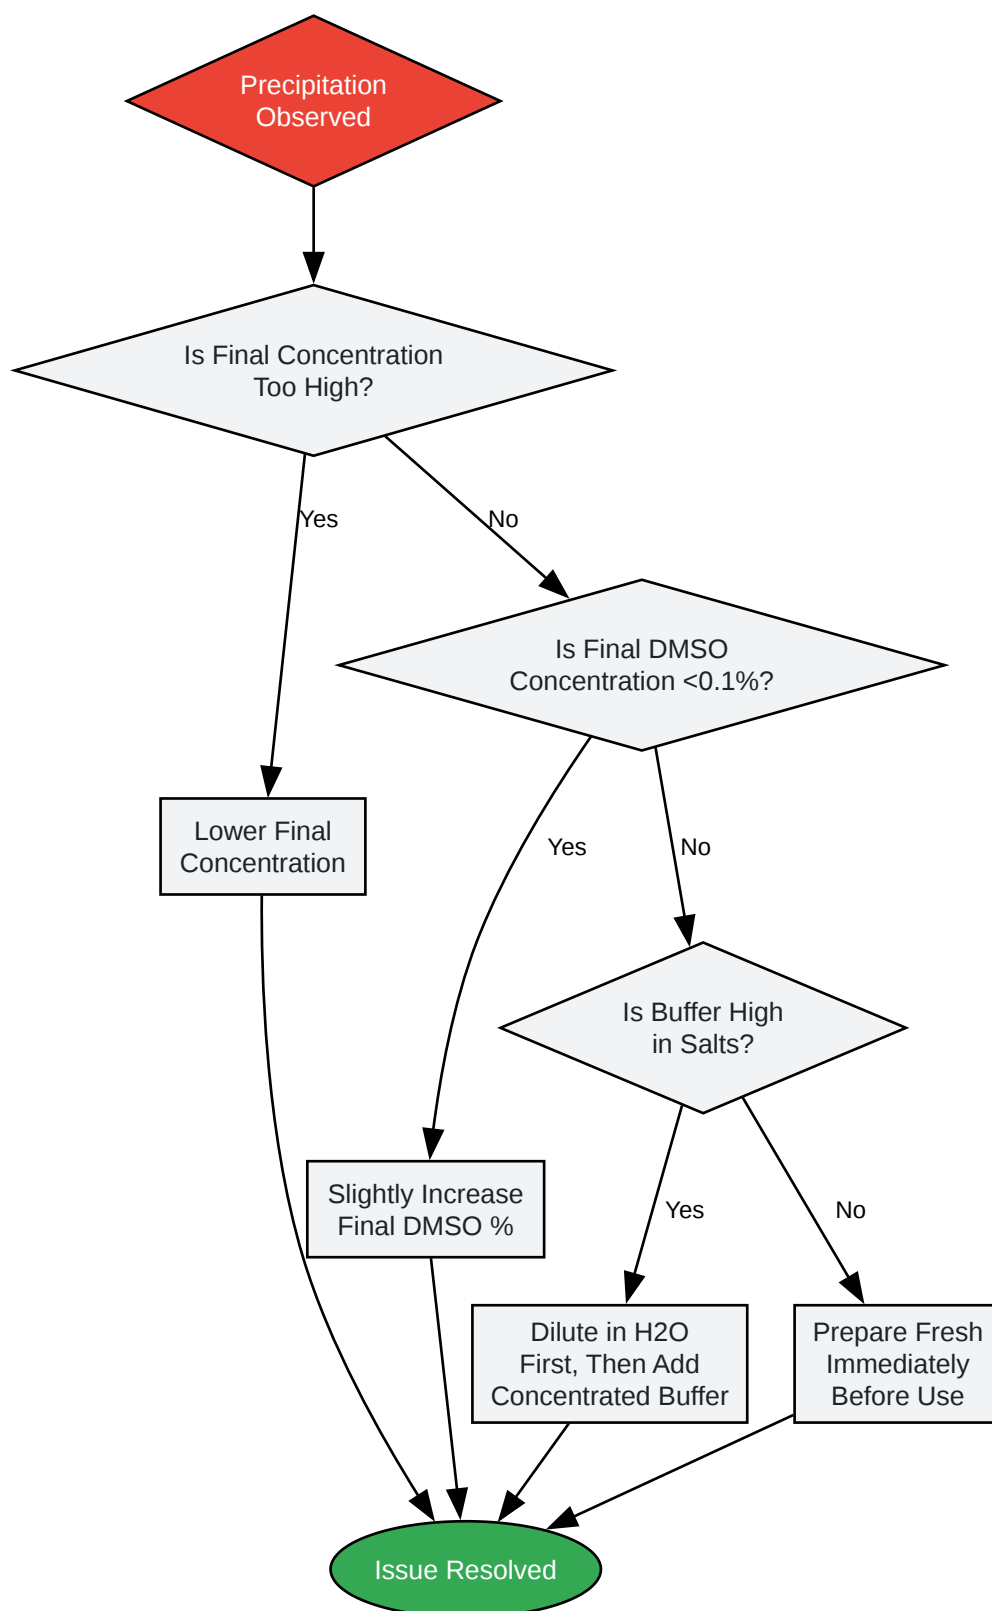 Precipitation
Observed
Is Final Concentration
Too High?
Yes
No
Is Final DMSO
Concentration <0.1%?
Lower Final
Concentration
Yes
No
Is Buffer High
in Salts?
Slightly Increase
Final DMSO %
Yes
No
Dilute in H2O
First, Then Add
Concentrated Buffer
Prepare Fresh
Immediately
Before Use
Issue Resolved